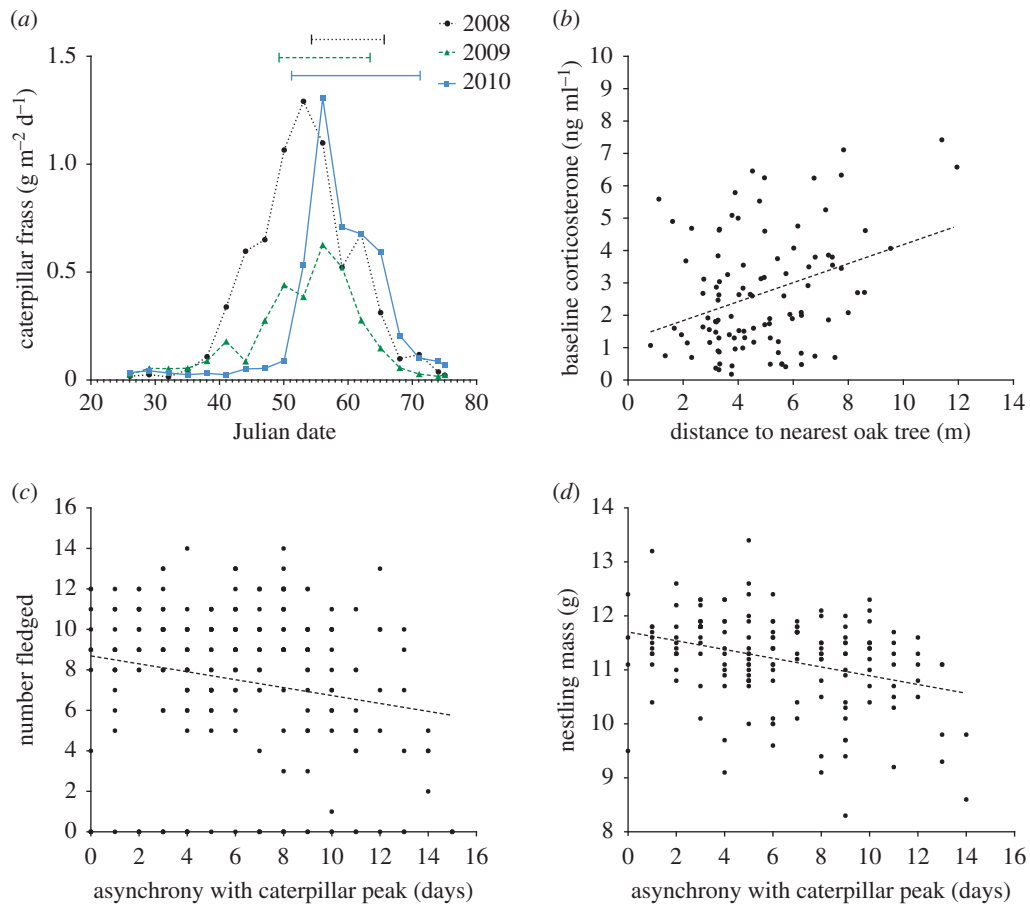 (a)
2008
2009
2010
caterpillar frass (g m⁻² d⁻¹)
1.5
1.0
0.5
0
20 30 40 50 60 70 80
Julian date
(b)
baseline corticosterone (ng ml⁻¹)
10
9
8
7
6
5
4
3
2
1
0
0 2 4 6 8 10 12 14
distance to nearest oak tree (m)
(c)
number fledged
16
14
12
10
8
6
4
2
0
0 2 4 6 8 10 12 14 16
asynchrony with caterpillar peak (days)
(d)
nestling mass (g)
14
13
12
11
10
9
8
0 2 4 6 8 10 12 14 16
asynchrony with caterpillar peak (days)